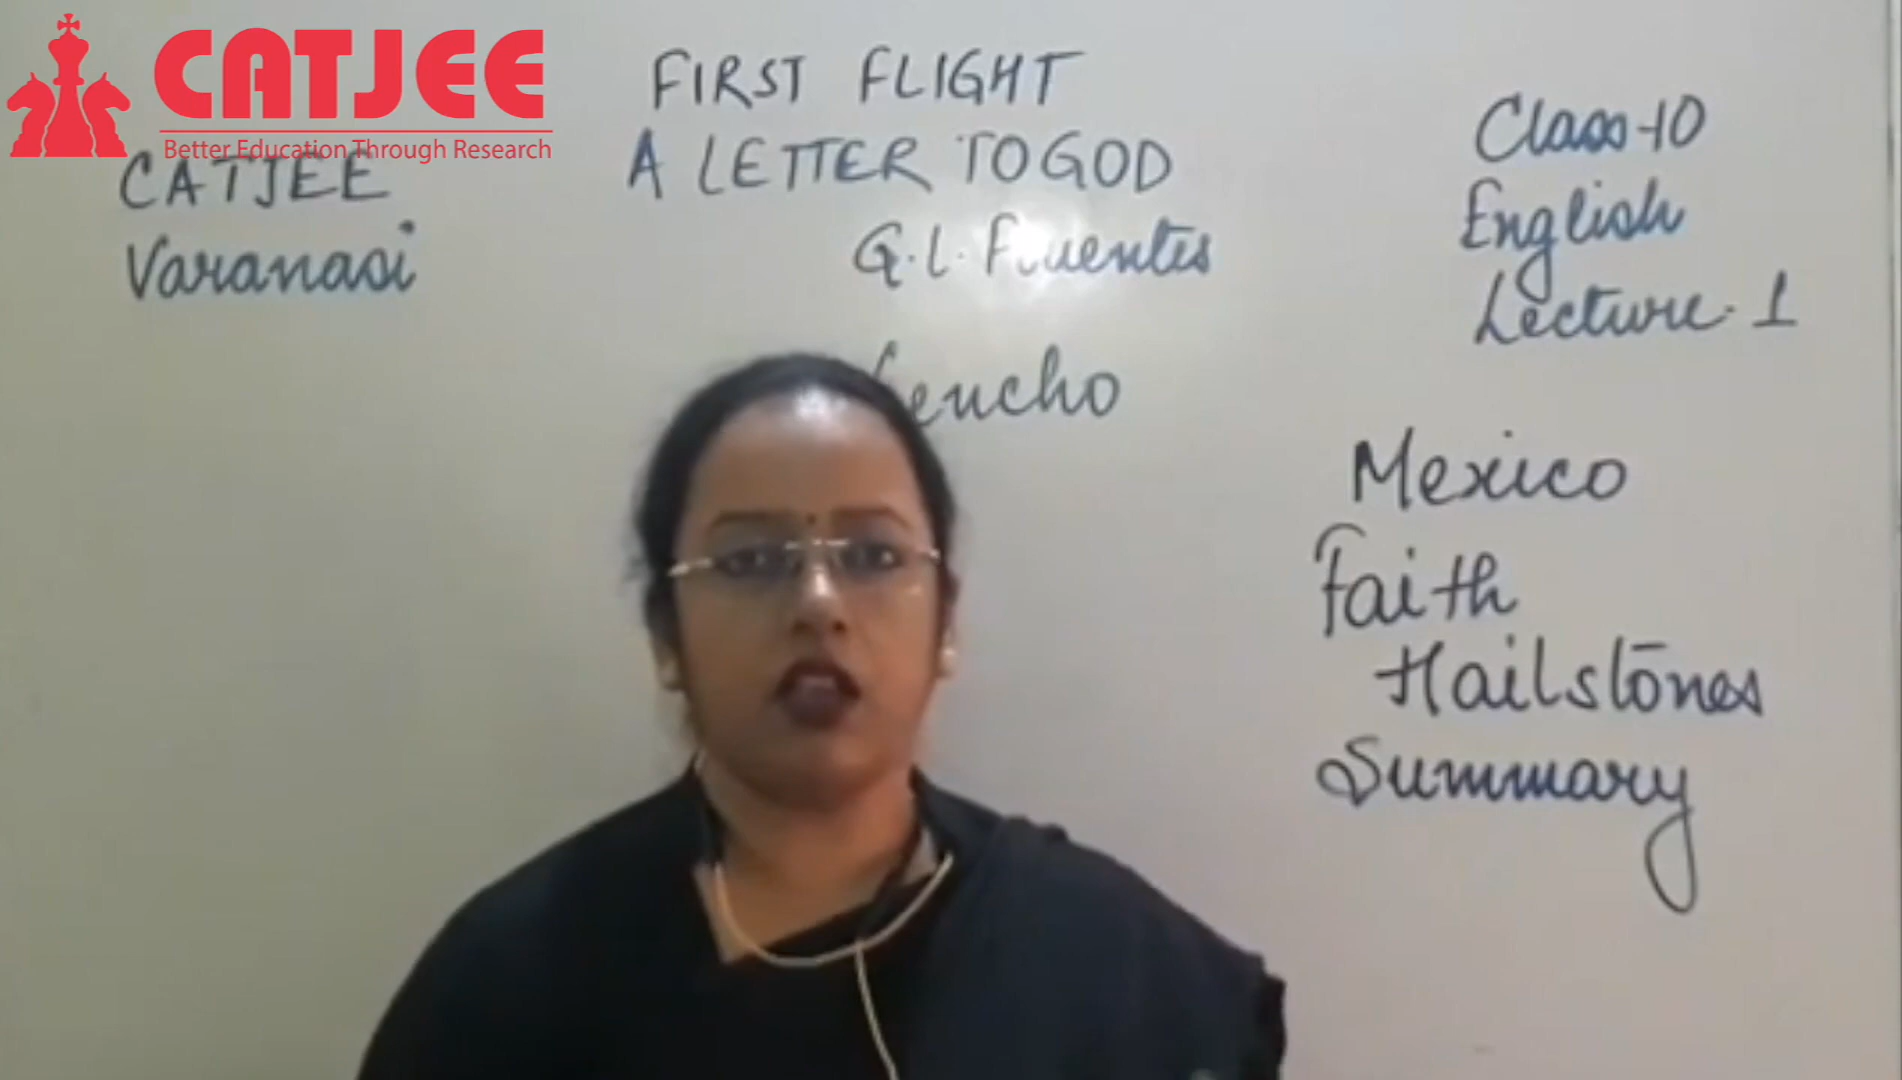 CATJEE
Better Education Through Research
CATJEE
Varanasi
FIRST FLIGHT
A LETTER TO GOD
G.L. Fuentes
Lencho
Class-10
English
Lecture-1
Mexico
Faith
Hailstones
Summary